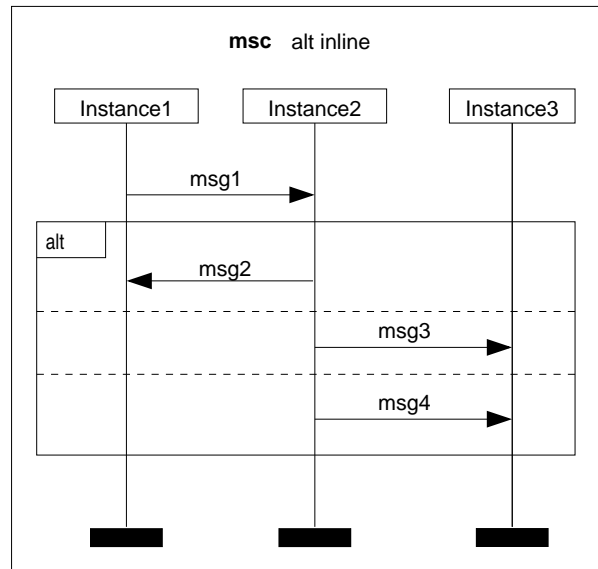 msc alt inline
Instance1 Instance2 Instance3
msg1
alt
msg2
msg3
msg4